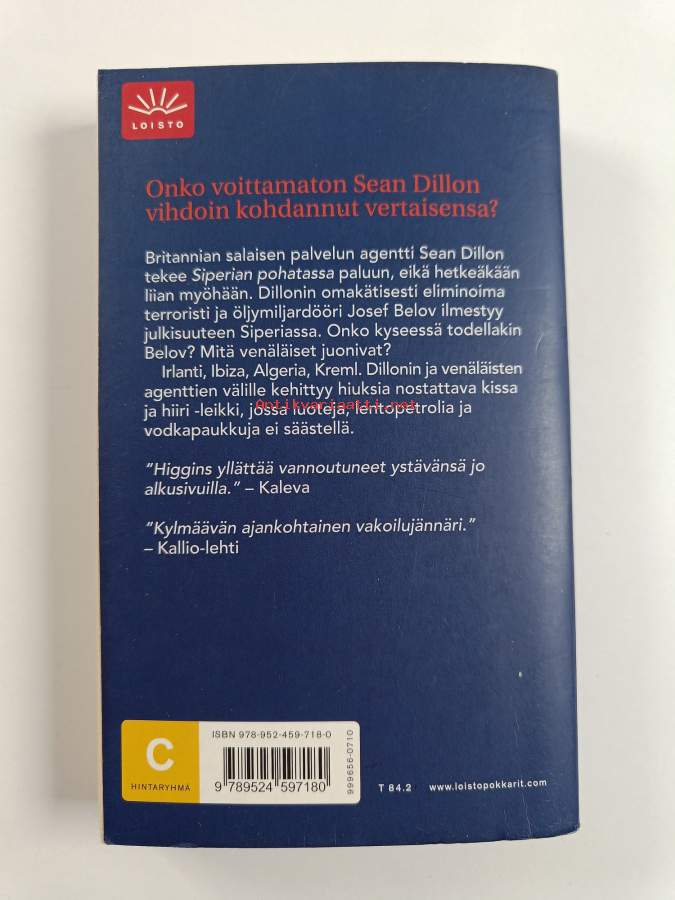 LOISTO
Onko voittamaton Sean Dillon
vihdoin kohdannut vertaisensa?
Britannian salaisen palvelun agentti Sean Dillon
tekee Siperian pohatassa paluun, eikä hetkeäkään
liian myöhään. Dillonin omakätisesti eliminoima
terroristi ja öljymiljardööri Josef Belov ilmestyy
julkisuuteen Siperiassa. Onko kyseessä todellakin
Belov? Mitä venäläiset juonivat?
Irlanti, Ibiza, Algeria, Kreml. Dillonin ja venäläisten
agenttien välille kehittyy hiuksia nostattava kissa
ja hiiri -leikki, jossa luoteja, lentopetrolia ja
Antikvariaatti.net
vodkapaukkuja ei säästellä.
”Higgins yllättää vannoutuneet ystävänsä jo
alkusivuilla.” – Kaleva
”Kylmäävän ajankohtainen vakoilujännäri.”
– Kallio-lehti
C
HINTARYHMÄ
ISBN 978-952-459-718-0
9 789524 597180
999656-0710
T 84.2 www.loistopokkarit.com